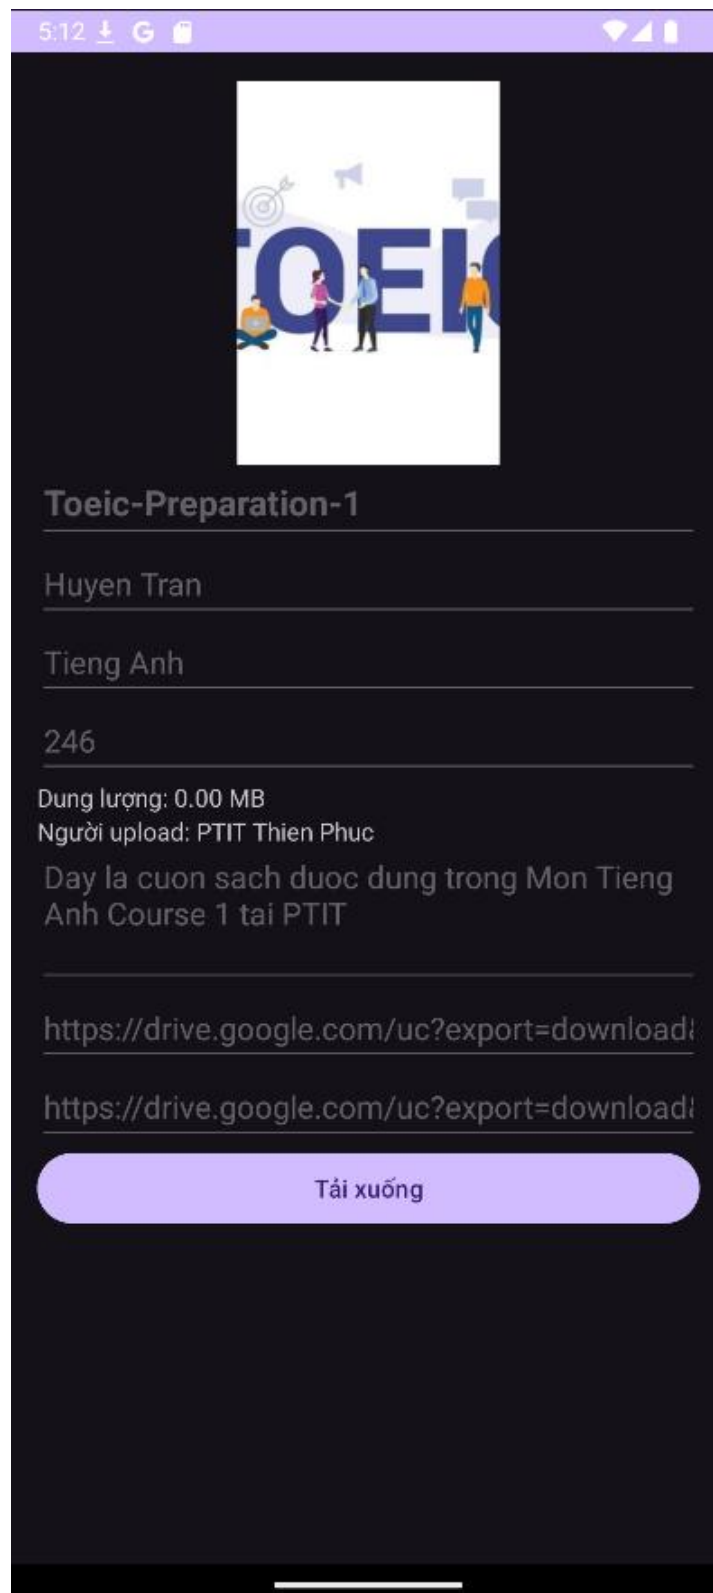 5:12 G
TOEIC
Toeic-Preparation-1
Huyen Tran
Tieng Anh
246
Dung lượng: 0.00 MB
Người upload: PTIT Thien Phuc
Day la cuon sach duoc dung trong Mon Tieng
Anh Course 1 tai PTIT
https://drive.google.com/uc?export=download&
https://drive.google.com/uc?export=download&
Tải xuống